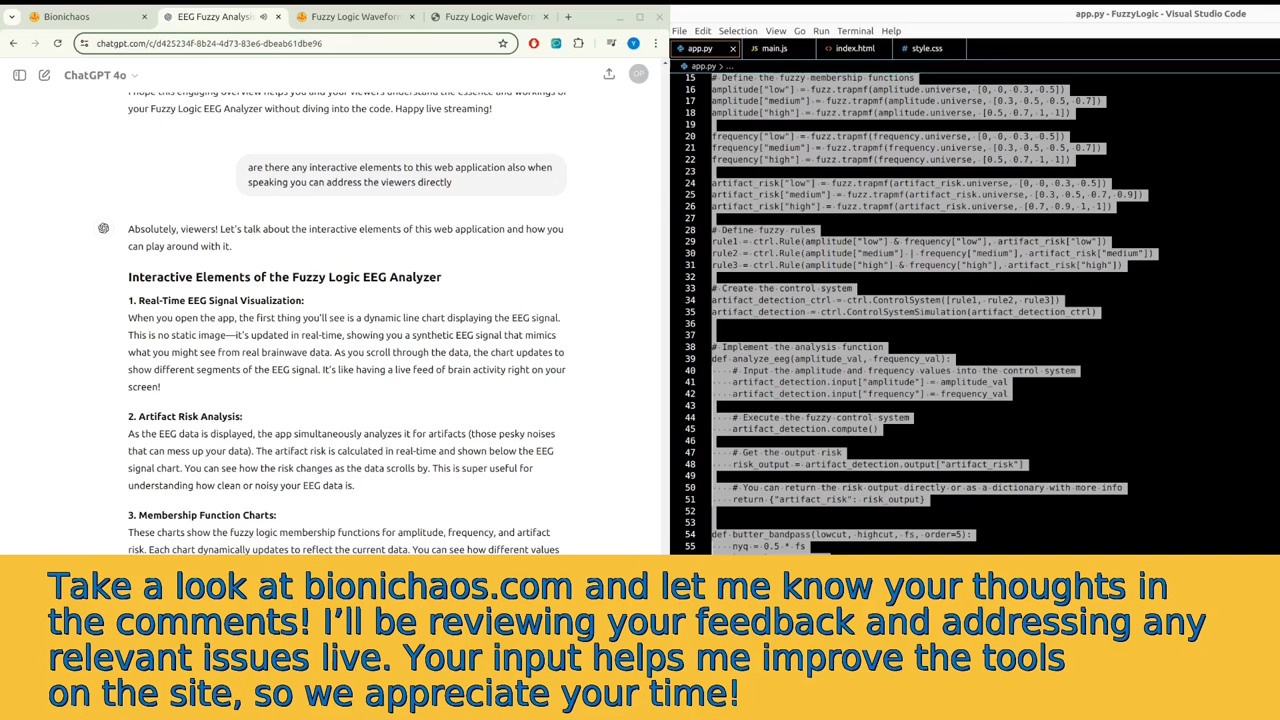 Bionichaos
EEG Fuzzy Analysis
Fuzzy Logic Waveform
Fuzzy Logic Waveform
chatgpt.com/c/d425234f-8b24-4d73-83e6-dbeab61dbe96
ChatGPT 4o
OP
I hope this engaging overview helps you and your viewers understand the essence and workings of
your Fuzzy Logic EEG Analyzer without diving into the code. Happy live streaming!
are there any interactive elements to this web application also when
speaking you can address the viewers directly
Absolutely, viewers! Let's talk about the interactive elements of this web application and how you
can play around with it.
Interactive Elements of the Fuzzy Logic EEG Analyzer
1. Real-Time EEG Signal Visualization:
When you open the app, the first thing you'll see is a dynamic line chart displaying the EEG signal.
This is no static image—it's updated in real-time, showing you a synthetic EEG signal that mimics
what you might see from real brainwave data. As you scroll through the data, the chart updates to
show different segments of the EEG signal. It's like having a live feed of brain activity right on your
screen!
2. Artifact Risk Analysis:
As the EEG data is displayed, the app simultaneously analyzes it for artifacts (those pesky noises
that can mess up your data). The artifact risk is calculated in real-time and shown below the EEG
signal chart. You can see how the risk changes as the data scrolls by. This is super useful for
understanding how clean or noisy your EEG data is.
3. Membership Function Charts:
These charts show the fuzzy logic membership functions for amplitude, frequency, and artifact
risk. Each chart dynamically updates to reflect the current data. You can see how different values
app.py - FuzzyLogic - Visual Studio Code
File Edit Selection View Go Run Terminal Help
app.py main.js index.html style.css
app.py > ...
15 # Define the fuzzy membership functions
16 amplitude["low"] = fuzz.trapmf(amplitude.universe, [0, 0, 0.3, 0.5])
17 amplitude["medium"] = fuzz.trapmf(amplitude.universe, [0.3, 0.5, 0.5, 0.7])
18 amplitude["high"] = fuzz.trapmf(amplitude.universe, [0.5, 0.7, 1, 1])
19
20 frequency["low"] = fuzz.trapmf(frequency.universe, [0, 0, 0.3, 0.5])
21 frequency["medium"] = fuzz.trapmf(frequency.universe, [0.3, 0.5, 0.5, 0.7])
22 frequency["high"] = fuzz.trapmf(frequency.universe, [0.5, 0.7, 1, 1])
23
24 artifact_risk["low"] = fuzz.trapmf(artifact_risk.universe, [0, 0, 0.3, 0.5])
25 artifact_risk["medium"] = fuzz.trapmf(artifact_risk.universe, [0.3, 0.5, 0.7, 0.9])
26 artifact_risk["high"] = fuzz.trapmf(artifact_risk.universe, [0.7, 0.9, 1, 1])
27
28 # Define fuzzy rules
29 rule1 = ctrl.Rule(amplitude["low"] & frequency["low"], artifact_risk["low"])
30 rule2 = ctrl.Rule(amplitude["medium"] | frequency["medium"], artifact_risk["medium"])
31 rule3 = ctrl.Rule(amplitude["high"] & frequency["high"], artifact_risk["high"])
32
33 # Create the control system
34 artifact_detection_ctrl = ctrl.ControlSystem([rule1, rule2, rule3])
35 artifact_detection = ctrl.ControlSystemSimulation(artifact_detection_ctrl)
36
37
38 # Implement the analysis function
39 def analyze_eeg(amplitude_val, frequency_val):
40 # Input the amplitude and frequency values into the control system
41 artifact_detection.input["amplitude"] = amplitude_val
42 artifact_detection.input["frequency"] = frequency_val
43
44 # Execute the fuzzy control system
45 artifact_detection.compute()
46
47 # Get the output risk
48 risk_output = artifact_detection.output["artifact_risk"]
49
50 # You can return the risk output directly or as a dictionary with more info
51 return {"artifact_risk": risk_output}
52
53
54 def butter_bandpass(lowcut, highcut, fs, order=5):
55 nyq = 0.5 * fs
Take a look at bionichaos.com and let me know your thoughts in
the comments! I'll be reviewing your feedback and addressing any
relevant issues live. Your input helps me improve the tools
on the site, so we appreciate your time!